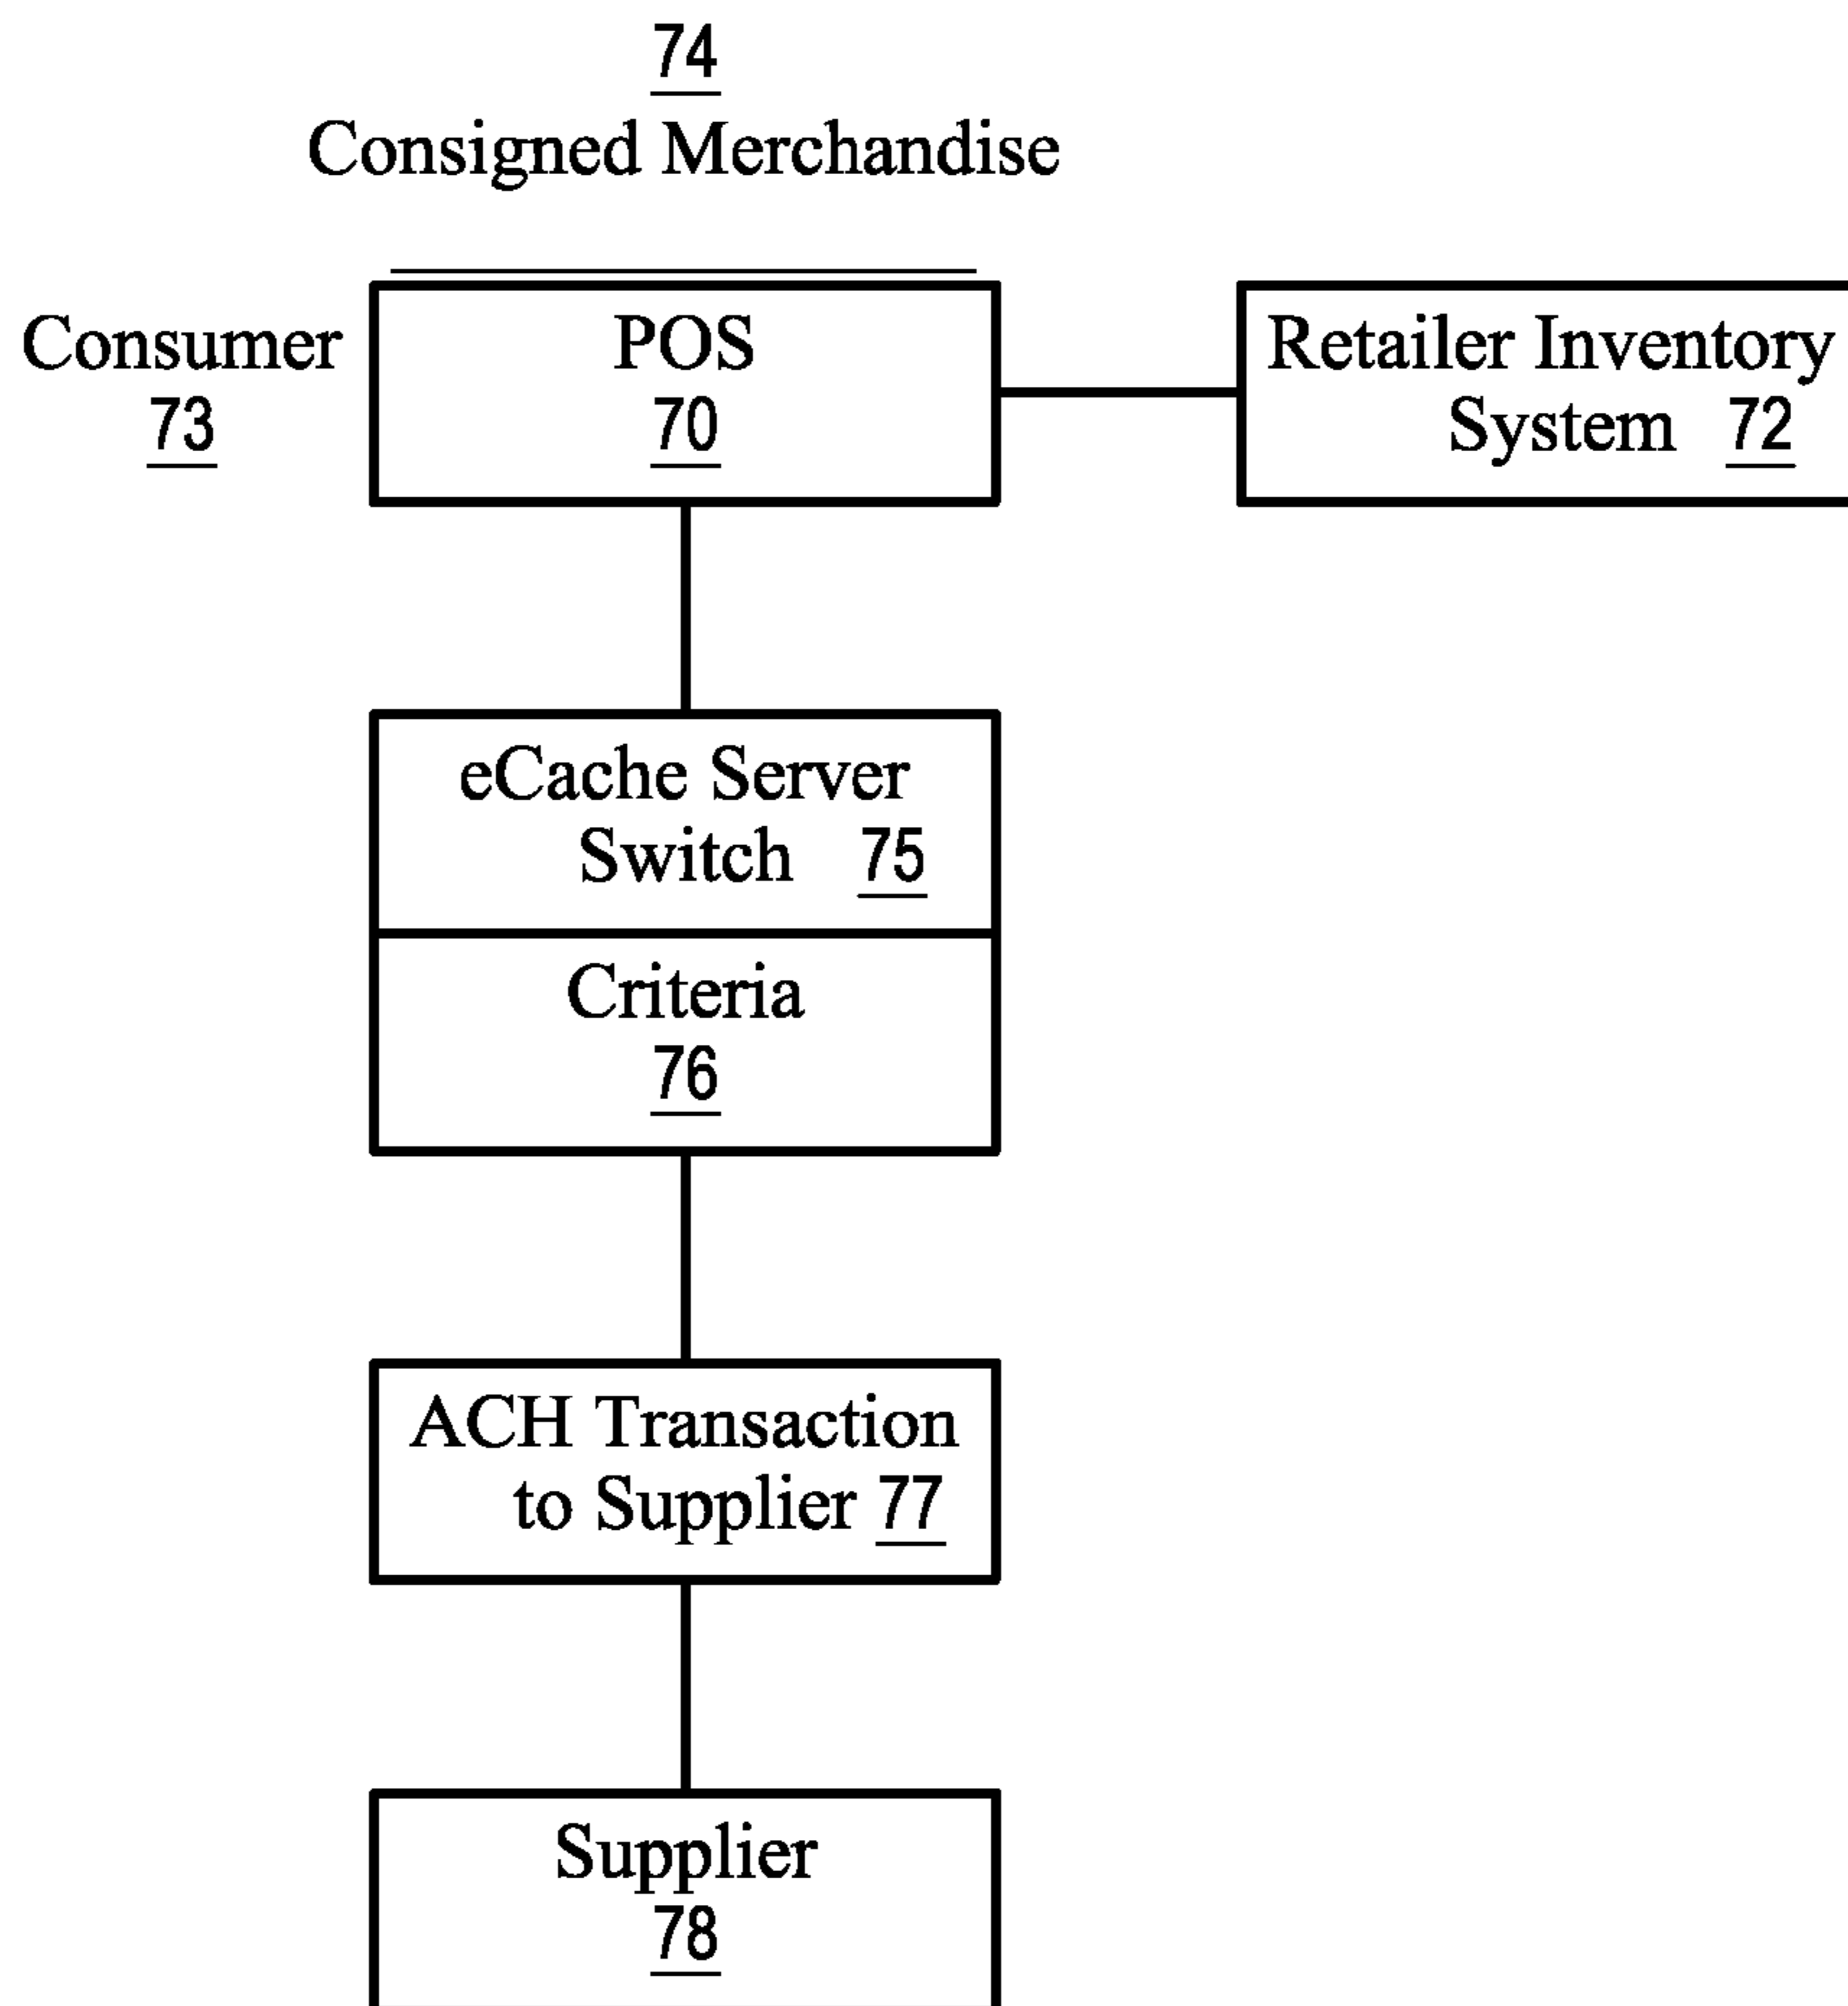 74
Consigned Merchandise
Consumer
73
POS
70
Retailer Inventory
System 72
eCache Server
Switch 75
Criteria
76
ACH Transaction
to Supplier 77
Supplier
78